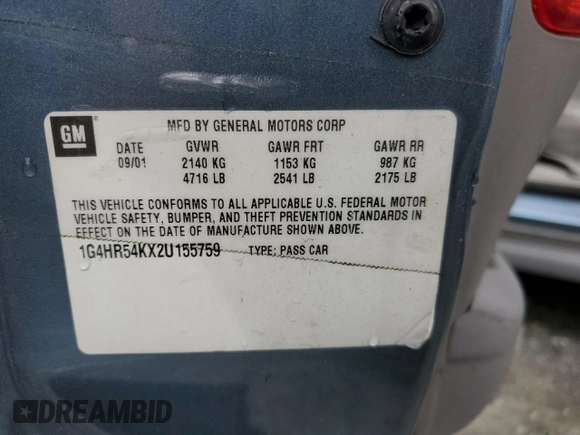 GM
MFD BY GENERAL MOTORS CORP
DATE GVWR GAWR FRT GAWR RR
09/01 2140 KG 1153 KG 987 KG
4716 LB 2541 LB 2175 LB
THIS VEHICLE CONFORMS TO ALL APPLICABLE U.S. FEDERAL MOTOR
VEHICLE SAFETY, BUMPER, AND THEFT PREVENTION STANDARDS IN
EFFECT ON THE DATE OF MANUFACTURE SHOWN ABOVE.
1G4HR54KX2U155759 TYPE: PASS CAR
DREAMBID